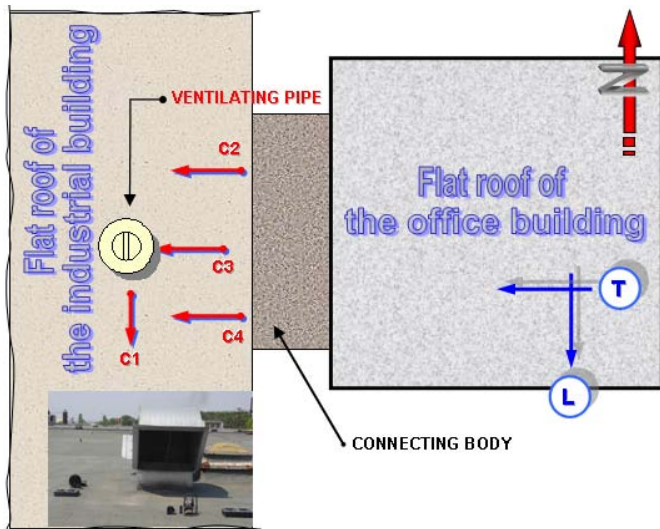 Flat roof of
the industrial building
VENTILATING PIPE
C2
C3
C4
C1
N
Flat roof of
the office building
T
L
CONNECTING BODY